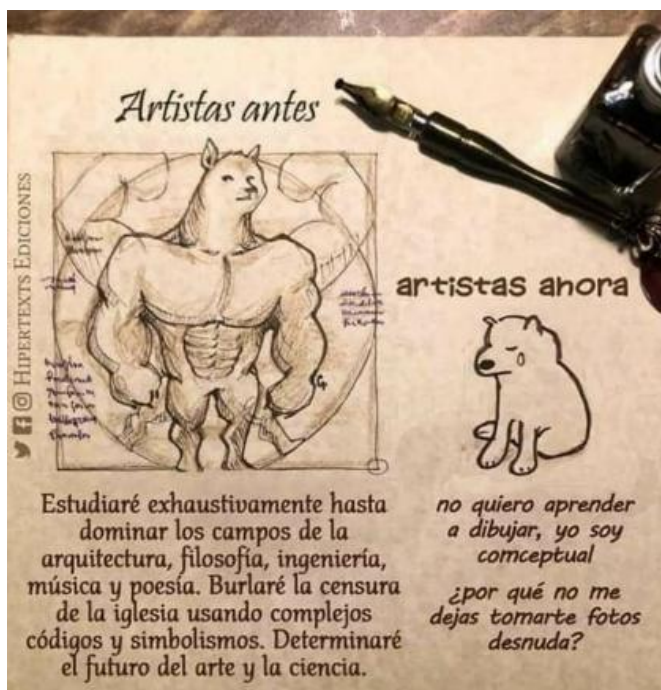 Artistas antes
HIPERTEXTS EDICIONES
artistas ahora
Estudiaré exhaustivamente hasta
dominar los campos de la
arquitectura, filosofía, ingeniería,
música y poesía. Burlaré la censura
de la iglesia usando complejos
códigos y simbolismos. Determinaré
el futuro del arte y la ciencia.
no quiero aprender
a dibujar, yo soy
comceptual
¿por qué no me
dejas tomarte fotos
desnuda?